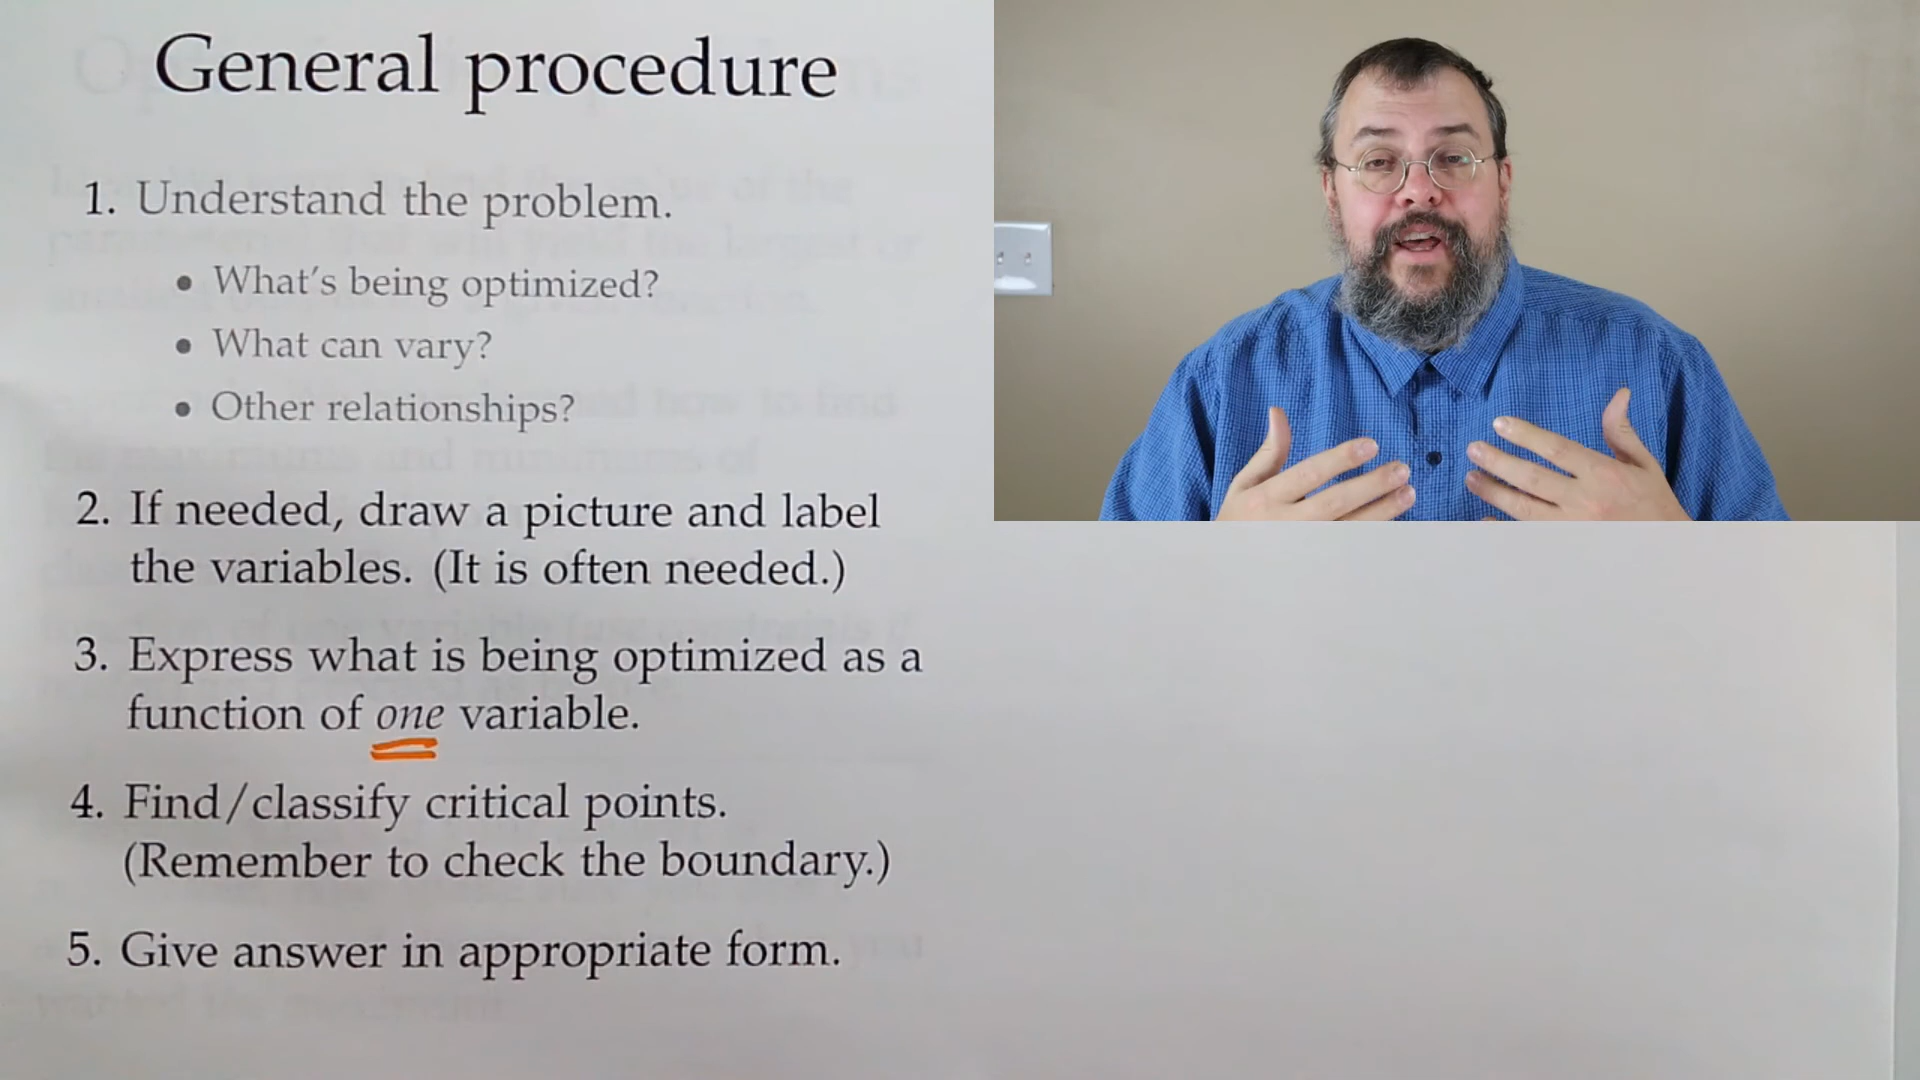 General procedure
1. Understand the problem.
• What's being optimized?
• What can vary?
• Other relationships?
2. If needed, draw a picture and label
the variables. (It is often needed.)
3. Express what is being optimized as a
function of one variable.
4. Find/classify critical points.
(Remember to check the boundary.)
5. Give answer in appropriate form.